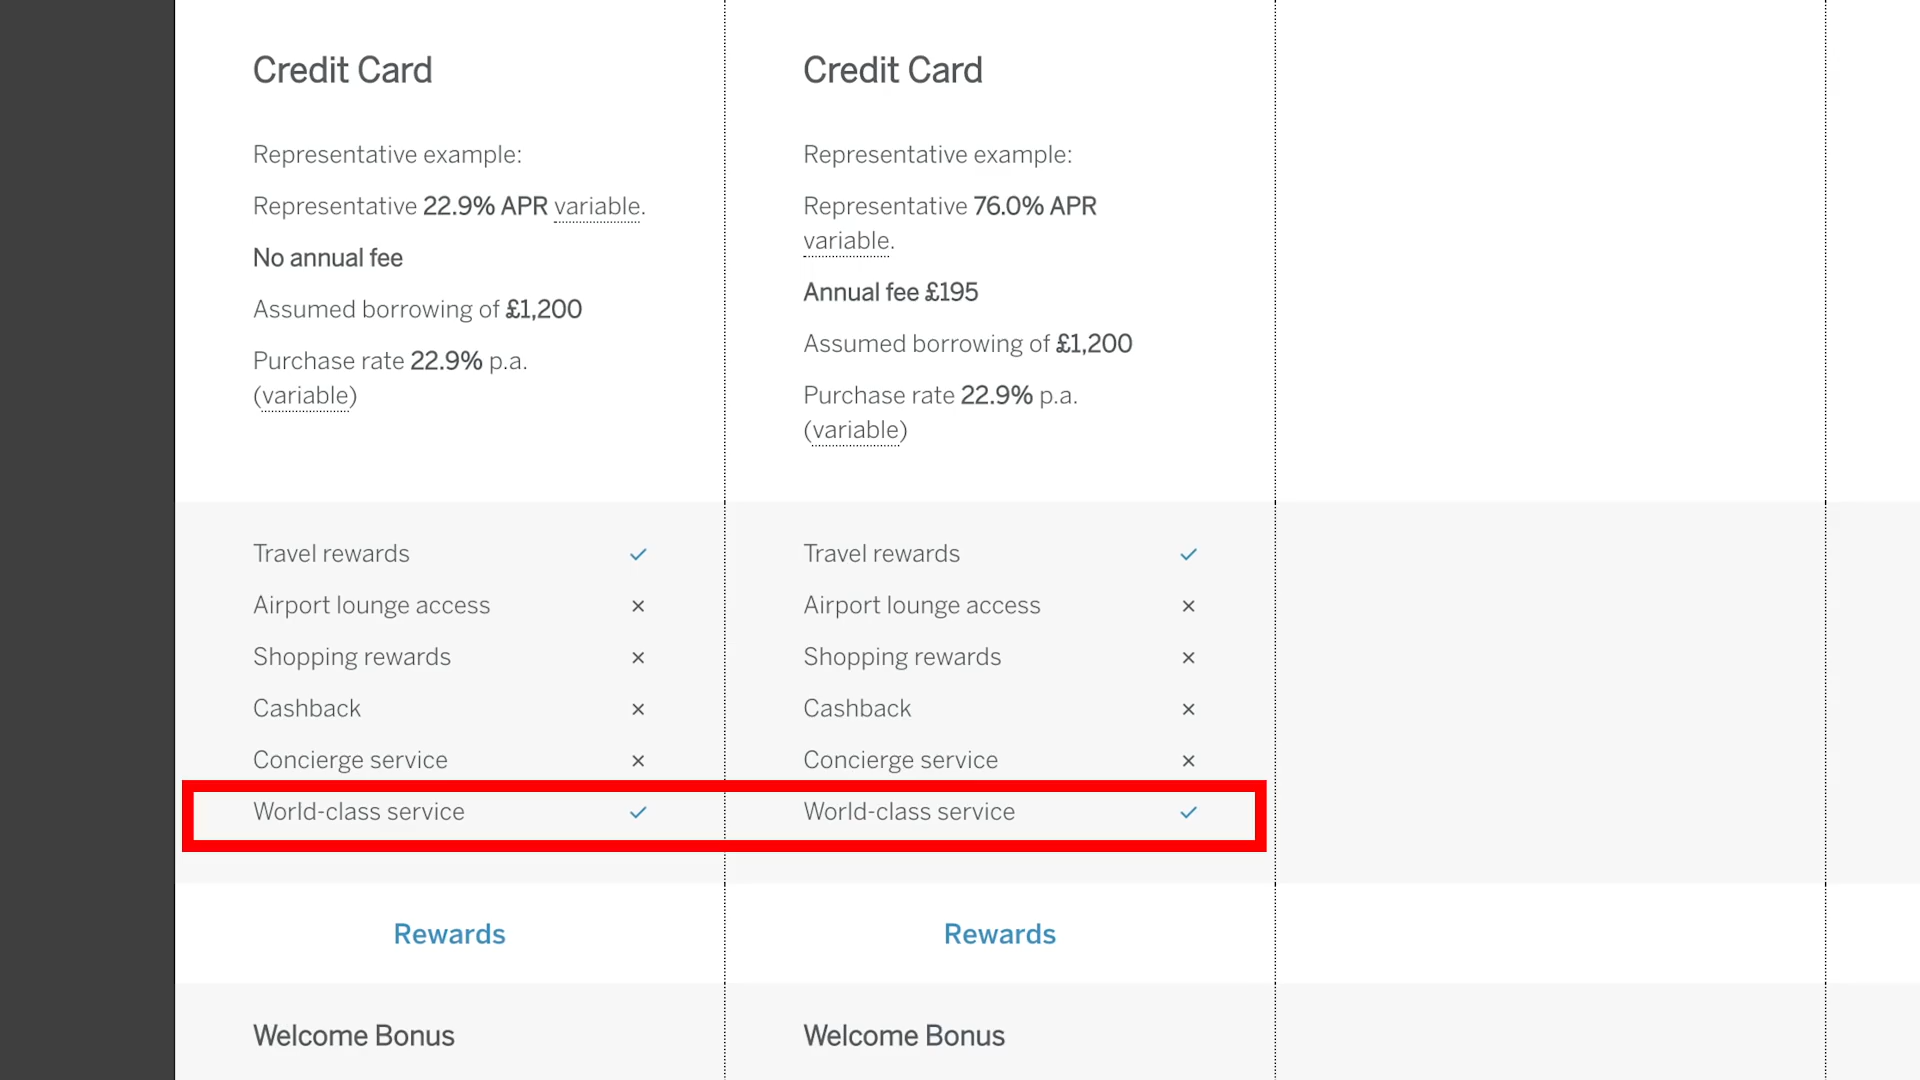 Credit Card
Representative example:
Representative 22.9% APR variable.
No annual fee
Assumed borrowing of £1,200
Purchase rate 22.9% p.a.
(variable)
Travel rewards ✓
Airport lounge access ×
Shopping rewards ×
Cashback ×
Concierge service ×
World-class service ✓
Rewards
Welcome Bonus
Credit Card
Representative example:
Representative 76.0% APR
variable.
Annual fee £195
Assumed borrowing of £1,200
Purchase rate 22.9% p.a.
(variable)
Travel rewards ✓
Airport lounge access ×
Shopping rewards ×
Cashback ×
Concierge service ×
World-class service ✓
Rewards
Welcome Bonus